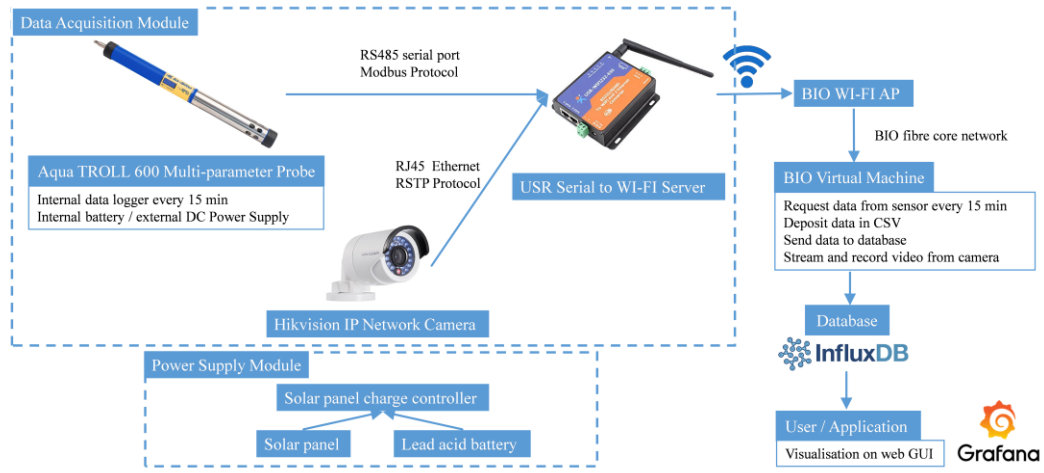 Data Acquisition Module
RS485 serial port
Modbus Protocol
BIO WI-FI AP
BIO fibre core network
Aqua TROLL 600 Multi-parameter Probe
Internal data logger every 15 min
Internal battery / external DC Power Supply
RJ45 Ethernet
RSTP Protocol
USR Serial to WI-FI Server
BIO Virtual Machine
Request data from sensor every 15 min
Deposit data in CSV
Send data to database
Stream and record video from camera
Hikvision IP Network Camera
Database
InfluxDB
Power Supply Module
Solar panel charge controller
Solar panel
Lead acid battery
User / Application
Visualisation on web GUI
Grafana